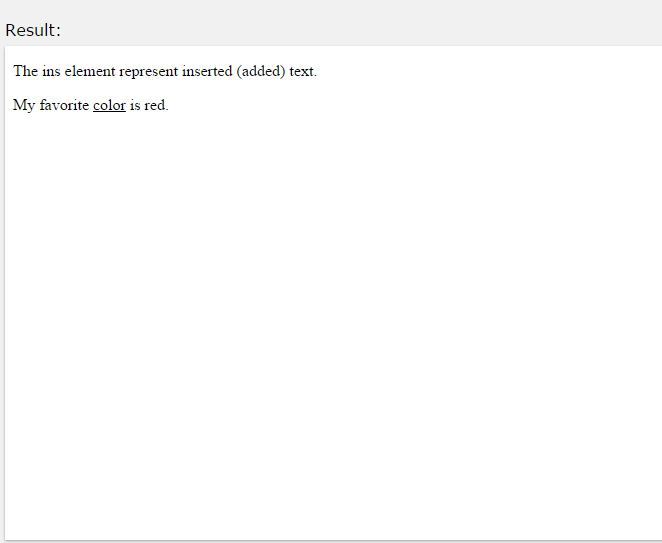 Result:
The ins element represent inserted (added) text.
My favorite color is red.